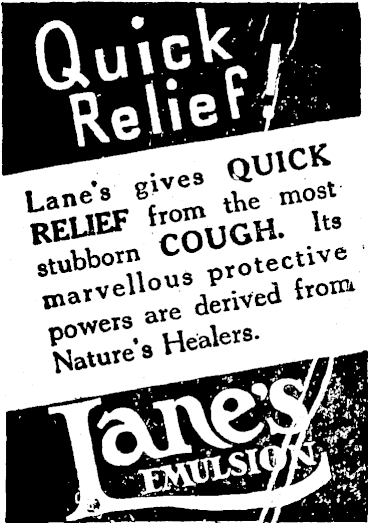 Quick
Relief!
Lane's gives QUICK
RELIEF from the most
stubborn COUGH. Its
marvellous protective
powers are derived from
Nature's Healers.
Lane's
EMULSION